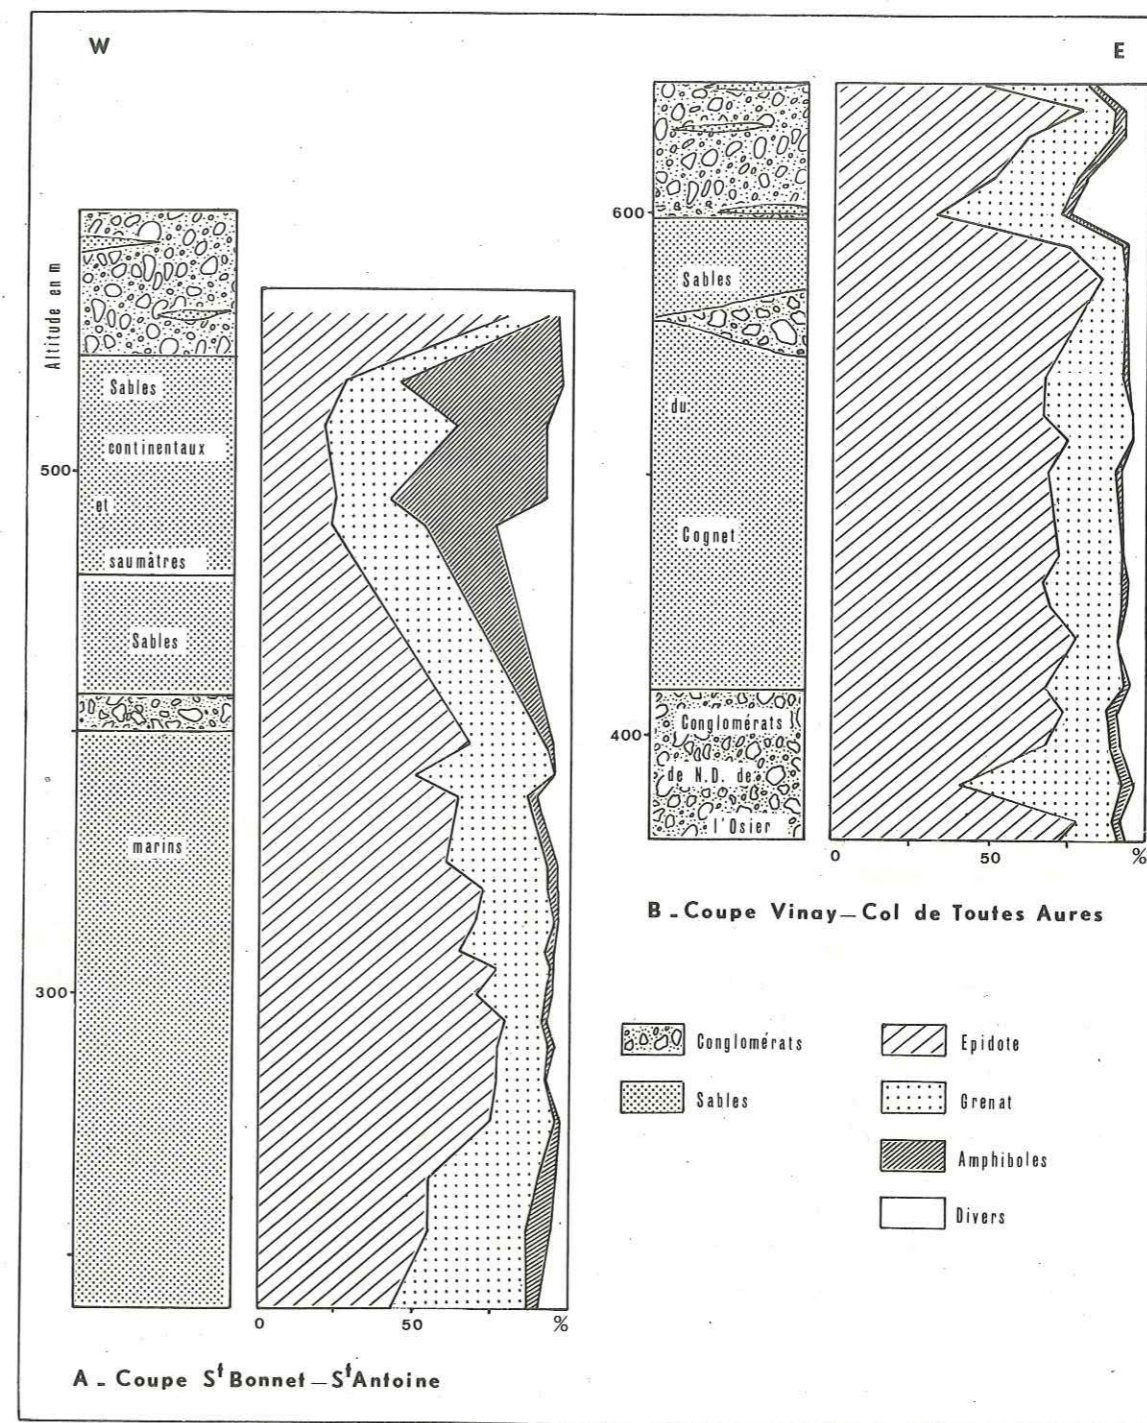 W
E
Altitude en m
500
300
Sables
continentaux
et
saumâtres
Sables
marins
0
50
%
A - Coupe St Bonnet - St Antoine
600
400
Sables
du
Cognet
Conglomérats
de N.D. de
l'Osier
0
50
%
B - Coupe Vinay - Col de Toutes Aures
Conglomérats
Sables
Epidote
Grenat
Amphiboles
Divers